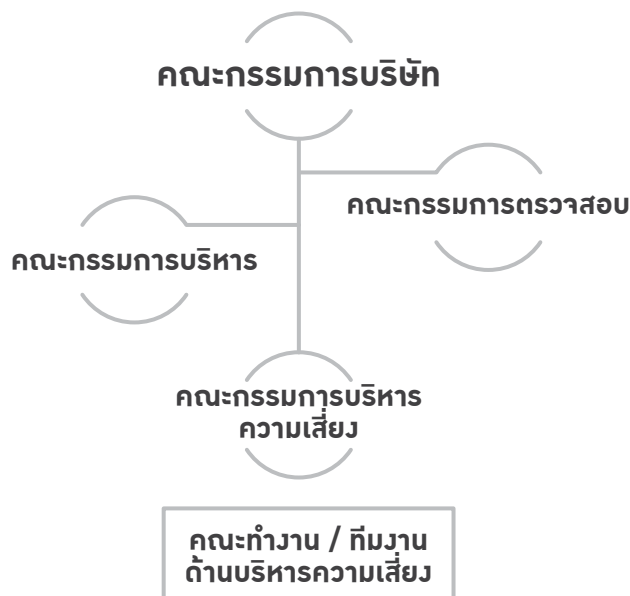 คณะกรรมการบริษัท
คณะกรรมการตรวจสอบ
คณะกรรมการบริหาร
คณะกรรมการบริหาร
ความเสี่ยง
คณะทำงาน / ทีมงาน
ด้านบริหารความเสี่ยง